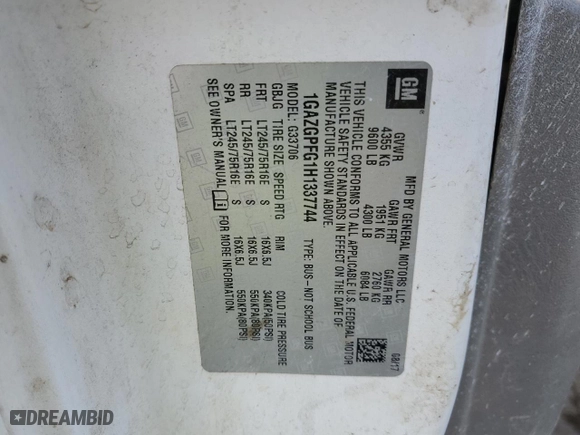 GM
MFD BY GENERAL MOTORS LLC
GVWR GAWR FRT GAWR RR
4355 KG 1951 KG 2760 KG
9600 LB 4300 LB 6084 LB
08/17
THIS VEHICLE CONFORMS TO ALL APPLICABLE U.S. FEDERAL MOTOR
VEHICLE SAFETY STANDARDS IN EFFECT ON THE DATE OF
MANUFACTURE SHOWN ABOVE.
1GAZGPFG1H1337744 TYPE: BUS-NOT SCHOOL BUS
MODEL: G33706
GBJG TIRE SIZE SPEED RTG RIM COLD TIRE PRESSURE
FRT LT245/75R16E S 16X6.5J 340KPA(50PSI)
RR LT245/75R16E S 16X6.5J 550KPA(80PSI)
SPA LT245/75R16E S 16X6.5J 550KPA(80PSI)
SEE OWNER'S MANUAL FOR MORE INFORMATION.
DREAMBID